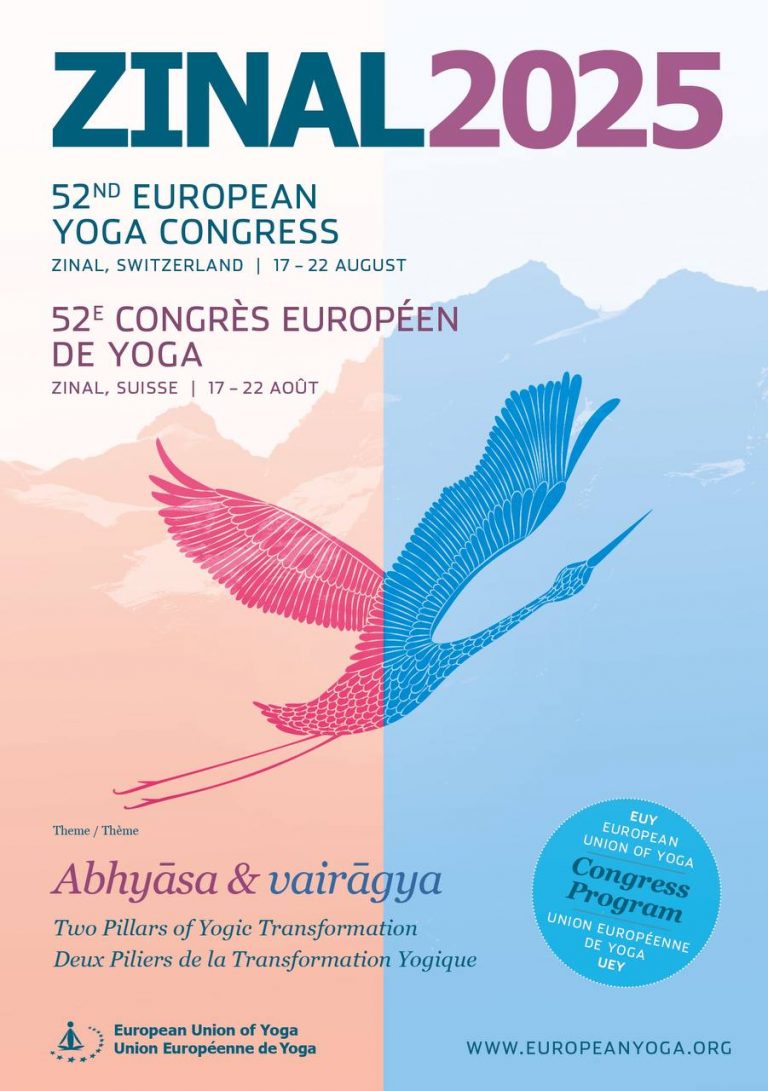 ZINAL2025
52ND EUROPEAN
YOGA CONGRESS
ZINAL, SWITZERLAND | 17 – 22 AUGUST
52E CONGRÈS EUROPÉEN
DE YOGA
ZINAL, SUISSE | 17 – 22 AOÛT
Theme / Thème
Abhyāsa & vairāgya
Two Pillars of Yogic Transformation
Deux Piliers de la Transformation Yogique
EUY
EUROPEAN
UNION OF YOGA
Congress
Program
UNION EUROPÉENNE
DE YOGA
UEY
European Union of Yoga
Union Européenne de Yoga
WWW.EUROPEANYOGA.ORG